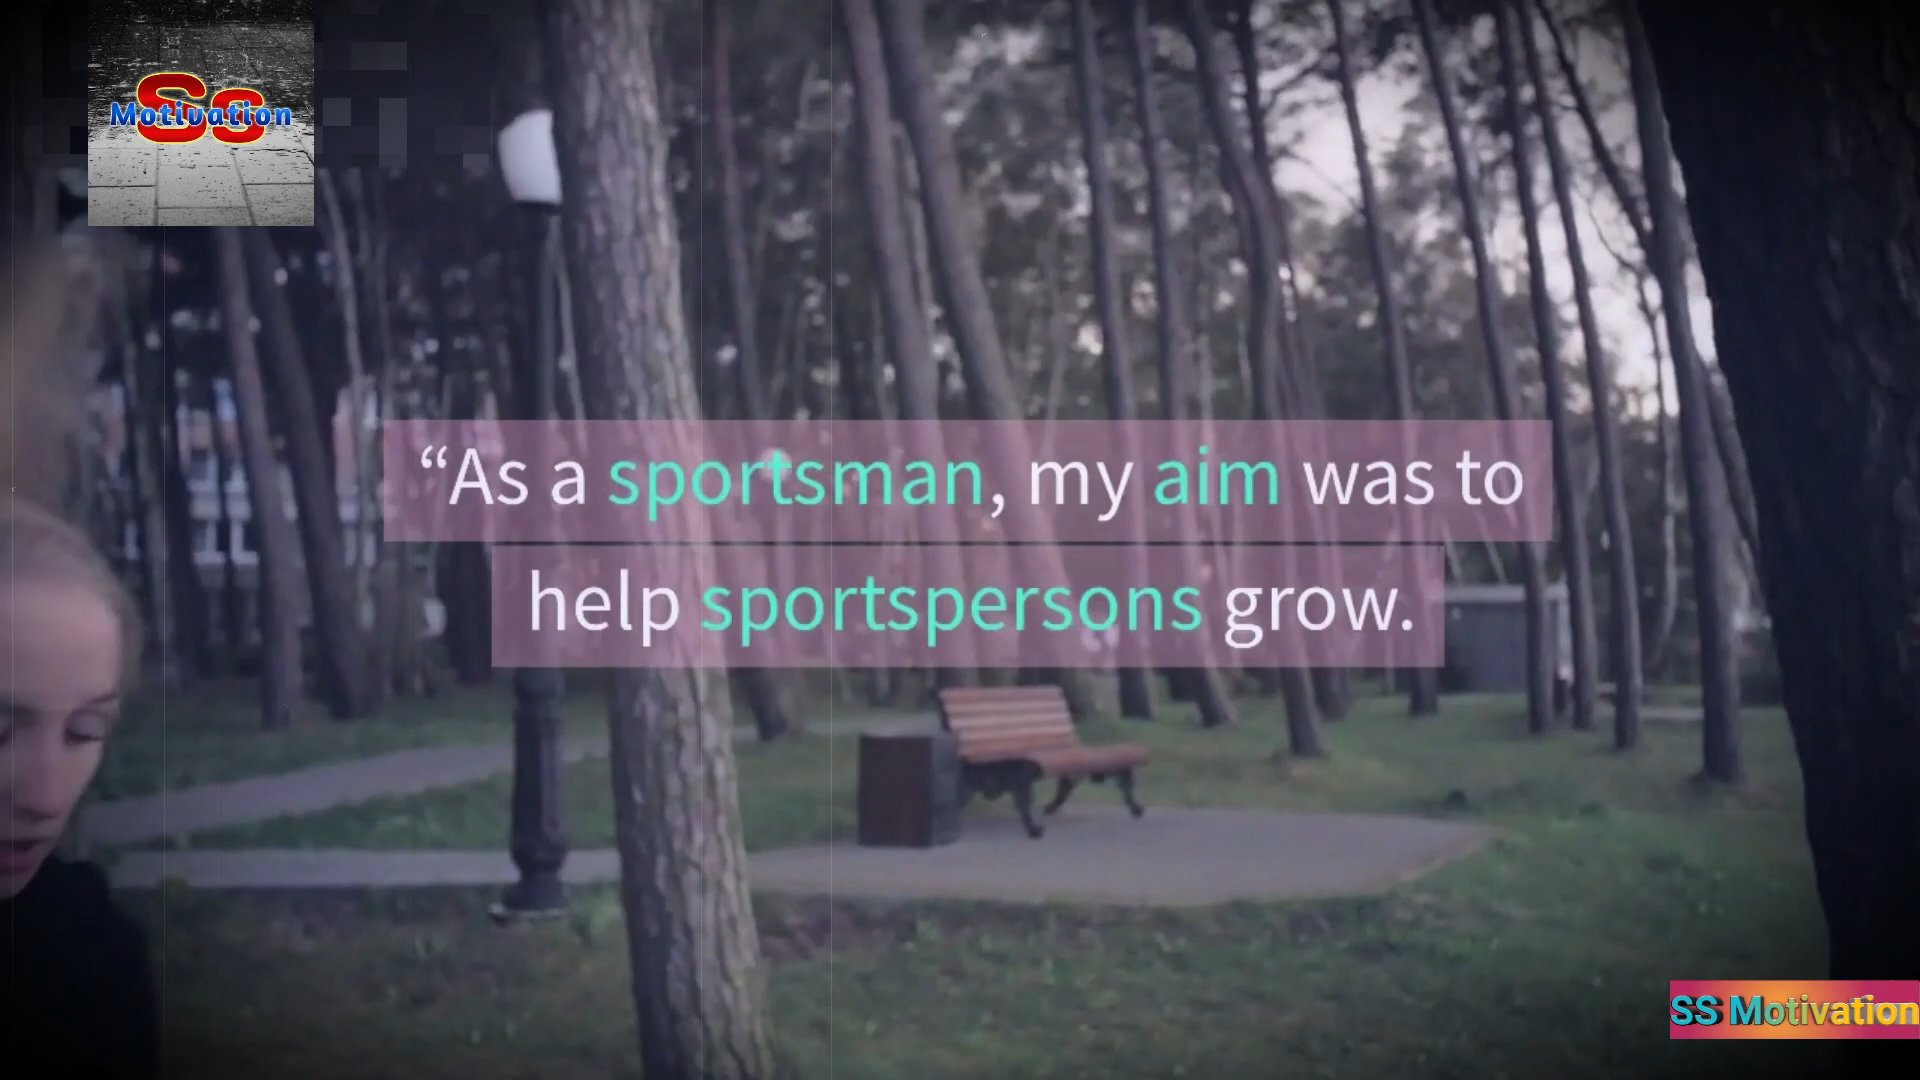 Ss
Motivation
“As a sportsman, my aim was to
help sportspersons grow.
SS Motivation